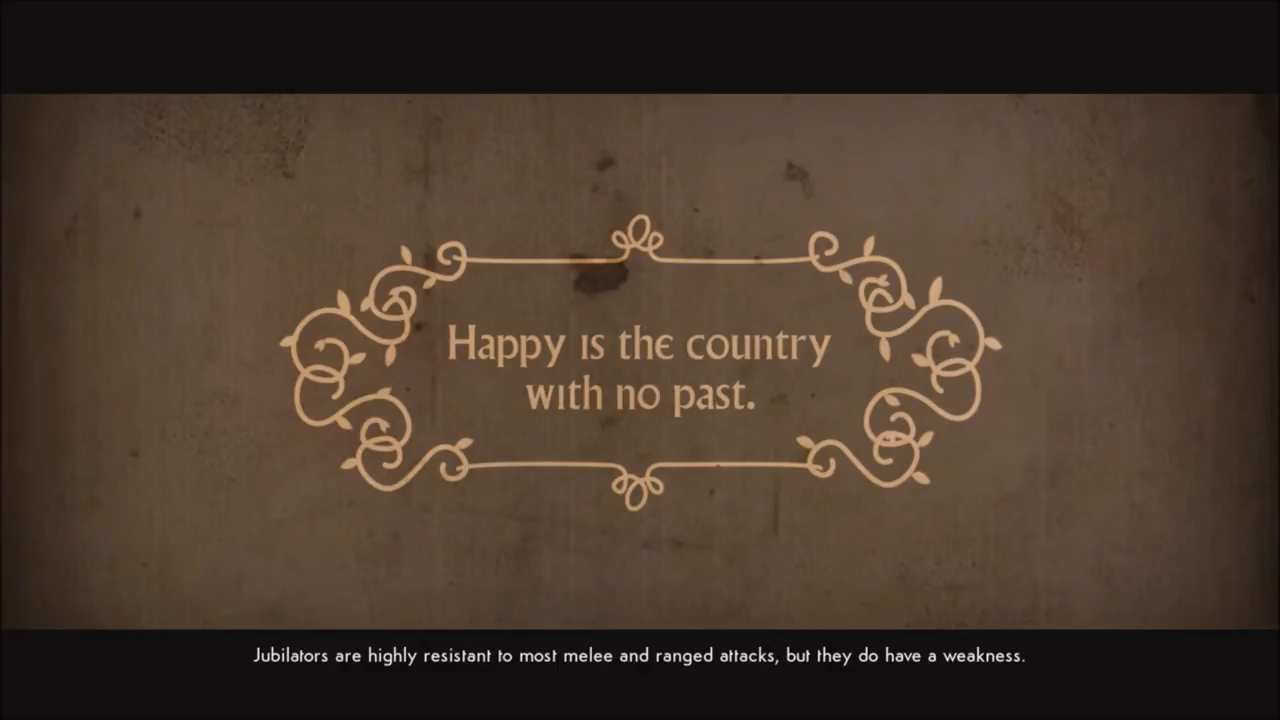 Happy is the country
with no past.
Jubilators are highly resistant to most melee and ranged attacks, but they do have a weakness.